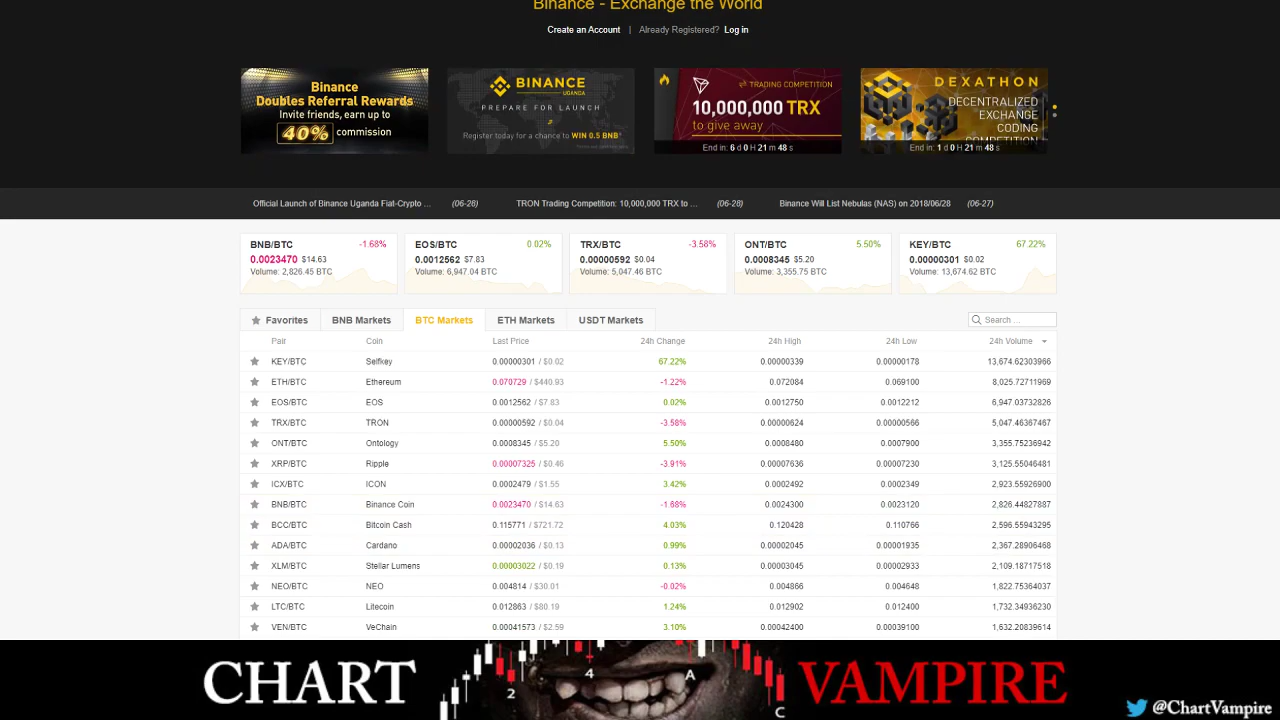 Binance - Exchange the World
Create an Account | Already Registered? Log in
Binance
Doubles Referral Rewards
Invite friends, earn up to
40% commission
BINANCE
UGANDA
PREPARE FOR LAUNCH
Register today for a chance to WIN 0.5 BNB*
TRADING COMPETITION
10,000,000 TRX
to give away
End in: 6 d 0 H 21 m 48 s
DEXATHON
DECENTRALIZED
EXCHANGE
CODING
COMPETITION
End in: 1 d 0 H 21 m 48 s
Official Launch of Binance Uganda Fiat-Crypto ... (06-28) TRON Trading Competition: 10,000,000 TRX to ... (06-28) Binance Will List Nebulas (NAS) on 2018/06/28 (06-27)
BNB/BTC -1.68%
0.0023470 $14.63
Volume: 2,826.45 BTC
EOS/BTC 0.02%
0.0012562 $7.83
Volume: 6,947.04 BTC
TRX/BTC -3.58%
0.00000592 $0.04
Volume: 5,047.46 BTC
ONT/BTC 5.50%
0.0008345 $5.20
Volume: 3,355.75 BTC
KEY/BTC 67.22%
0.00000301 $0.02
Volume: 13,674.62 BTC
Favorites BNB Markets BTC Markets ETH Markets USDT Markets Search ...
Pair Coin Last Price 24h Change 24h High 24h Low 24h Volume
KEY/BTC Selfkey 0.00000301 / $0.02 67.22% 0.00000339 0.00000178 13,674.62303966
ETH/BTC Ethereum 0.070729 / $440.93 -1.22% 0.072084 0.069100 8,025.72711969
EOS/BTC EOS 0.0012562 / $7.83 0.02% 0.0012750 0.0012212 6,947.03732826
TRX/BTC TRON 0.00000592 / $0.04 -3.58% 0.00000624 0.00000566 5,047.46367467
ONT/BTC Ontology 0.0008345 / $5.20 5.50% 0.0008480 0.0007900 3,355.75236942
XRP/BTC Ripple 0.00007325 / $0.46 -3.91% 0.00007636 0.00007230 3,125.55046481
ICX/BTC ICON 0.0002479 / $1.55 3.42% 0.0002492 0.0002349 2,923.55926900
BNB/BTC Binance Coin 0.0023470 / $14.63 -1.68% 0.0024300 0.0023120 2,826.44827887
BCC/BTC Bitcoin Cash 0.115771 / $721.72 4.03% 0.120428 0.110766 2,596.55943295
ADA/BTC Cardano 0.00002036 / $0.13 0.99% 0.00002045 0.00001935 2,367.28906468
XLM/BTC Stellar Lumens 0.00003022 / $0.19 0.13% 0.00003045 0.00002933 2,109.18717518
NEO/BTC NEO 0.004814 / $30.01 -0.02% 0.004866 0.004648 1,822.75364037
LTC/BTC Litecoin 0.012863 / $80.19 1.24% 0.012902 0.012400 1,732.34936230
VEN/BTC VeChain 0.00041573 / $2.59 3.10% 0.00042400 0.00039100 1,632.20839614
CHART VAMPIRE
2 4 A C
@ChartVampire